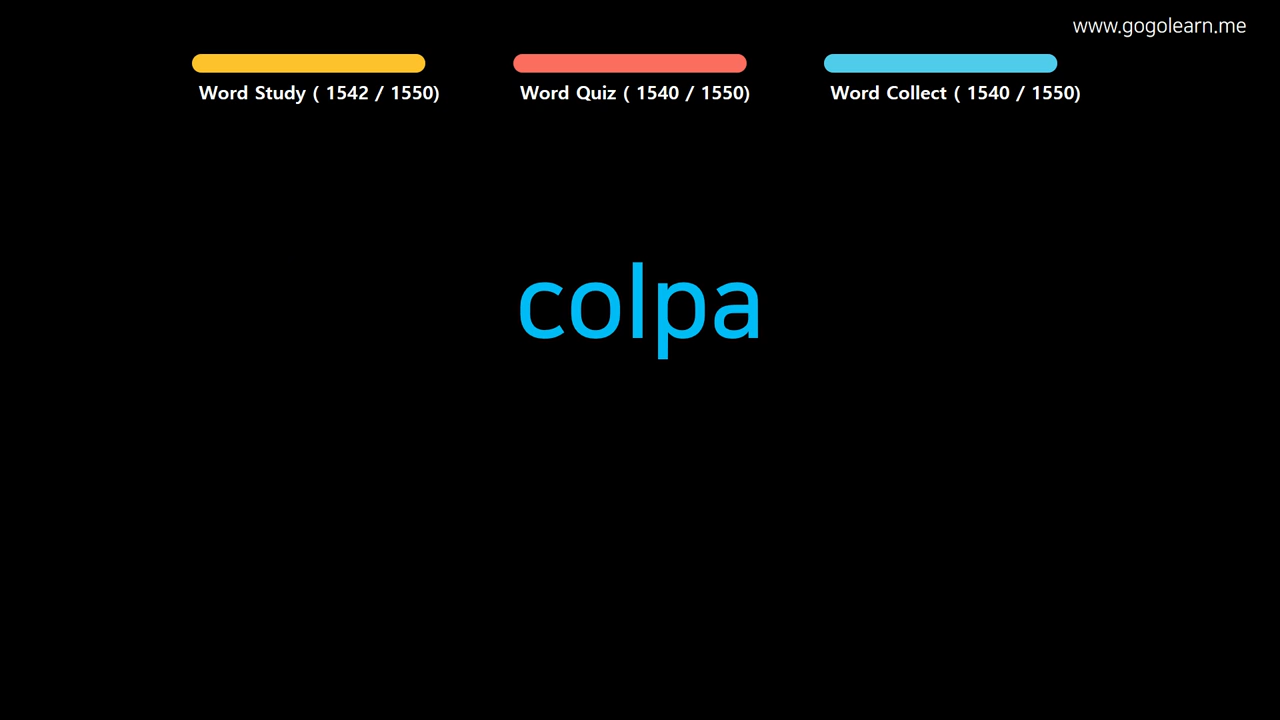 www.gogolearn.me
Word Study ( 1542 / 1550)
Word Quiz ( 1540 / 1550)
Word Collect ( 1540 / 1550)
colpa